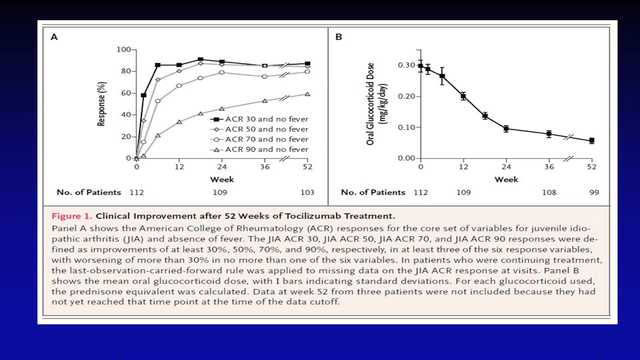 A
B
100
80
60
40
20
0
Response (%)
ACR 30 and no fever
ACR 50 and no fever
ACR 70 and no fever
ACR 90 and no fever
0 12 24 36 52
Week
No. of Patients 112 109 103
0.30
0.20
0.10
0.00
Oral Glucocorticoid Dose
(mg/kg/day)
0 12 24 36 52
Week
No. of Patients 112 109 108 99
Figure 1. Clinical Improvement after 52 Weeks of Tocilizumab Treatment.
Panel A shows the American College of Rheumatology (ACR) responses for the core set of variables for juvenile idio-
pathic arthritis (JIA) and absence of fever. The JIA ACR 30, JIA ACR 50, JIA ACR 70, and JIA ACR 90 responses were de-
fined as improvements of at least 30%, 50%, 70%, and 90%, respectively, in at least three of the six response variables,
with worsening of more than 30% in no more than one of the six variables. In patients who were continuing treatment,
the last-observation-carried-forward rule was applied to missing data on the JIA ACR response at visits. Panel B
shows the mean oral glucocorticoid dose, with I bars indicating standard deviations. For each glucocorticoid used,
the prednisone equivalent was calculated. Data at week 52 from three patients were not included because they had
not yet reached that time point at the time of the data cutoff.